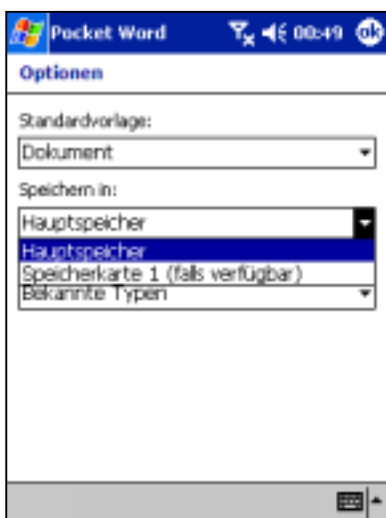 Pocket Word 00:49 ok
Optionen
Standardvorlage:
Dokument
Speichern in:
Hauptspeicher
Hauptspeicher
Speicherkarte 1 (falls verfügbar)
Bekannte Typen